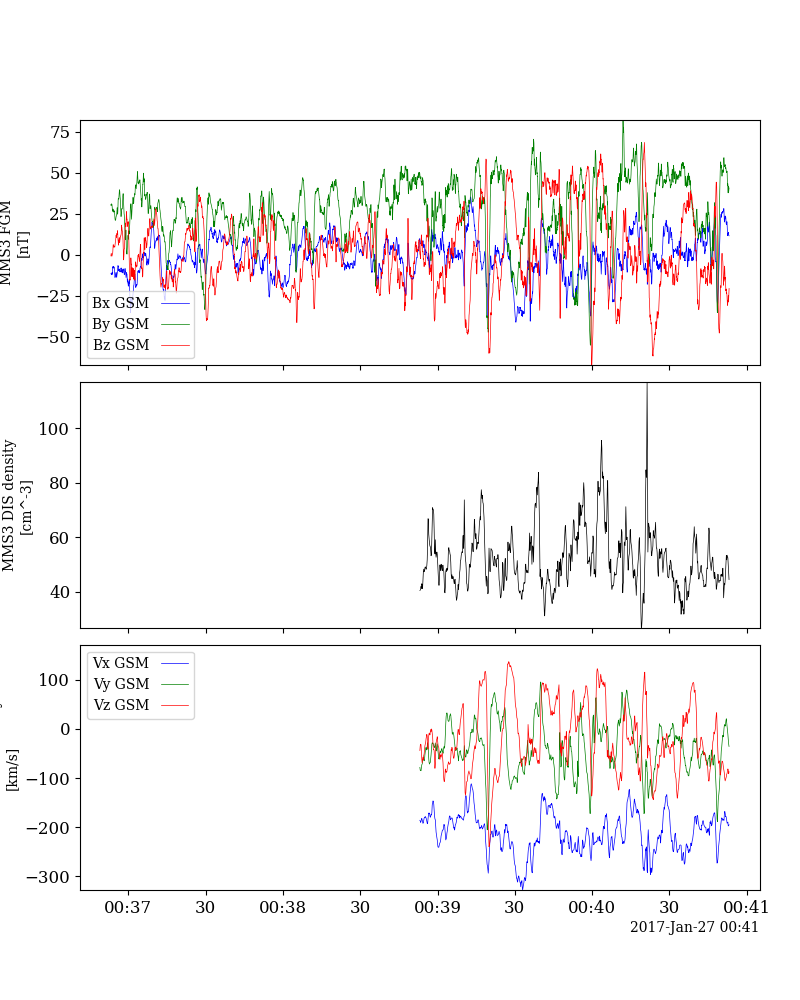 75
50
25
0
−25
−50
MMS3 FGM
[nT]
Bx GSM
By GSM
Bz GSM
100
80
60
40
MMS3 DIS density
[cm^-3]
100
0
−100
−200
−300
[km/s]
Vx GSM
Vy GSM
Vz GSM
00:37 30 00:38 30 00:39 30 00:40 30 00:41
2017-Jan-27 00:41